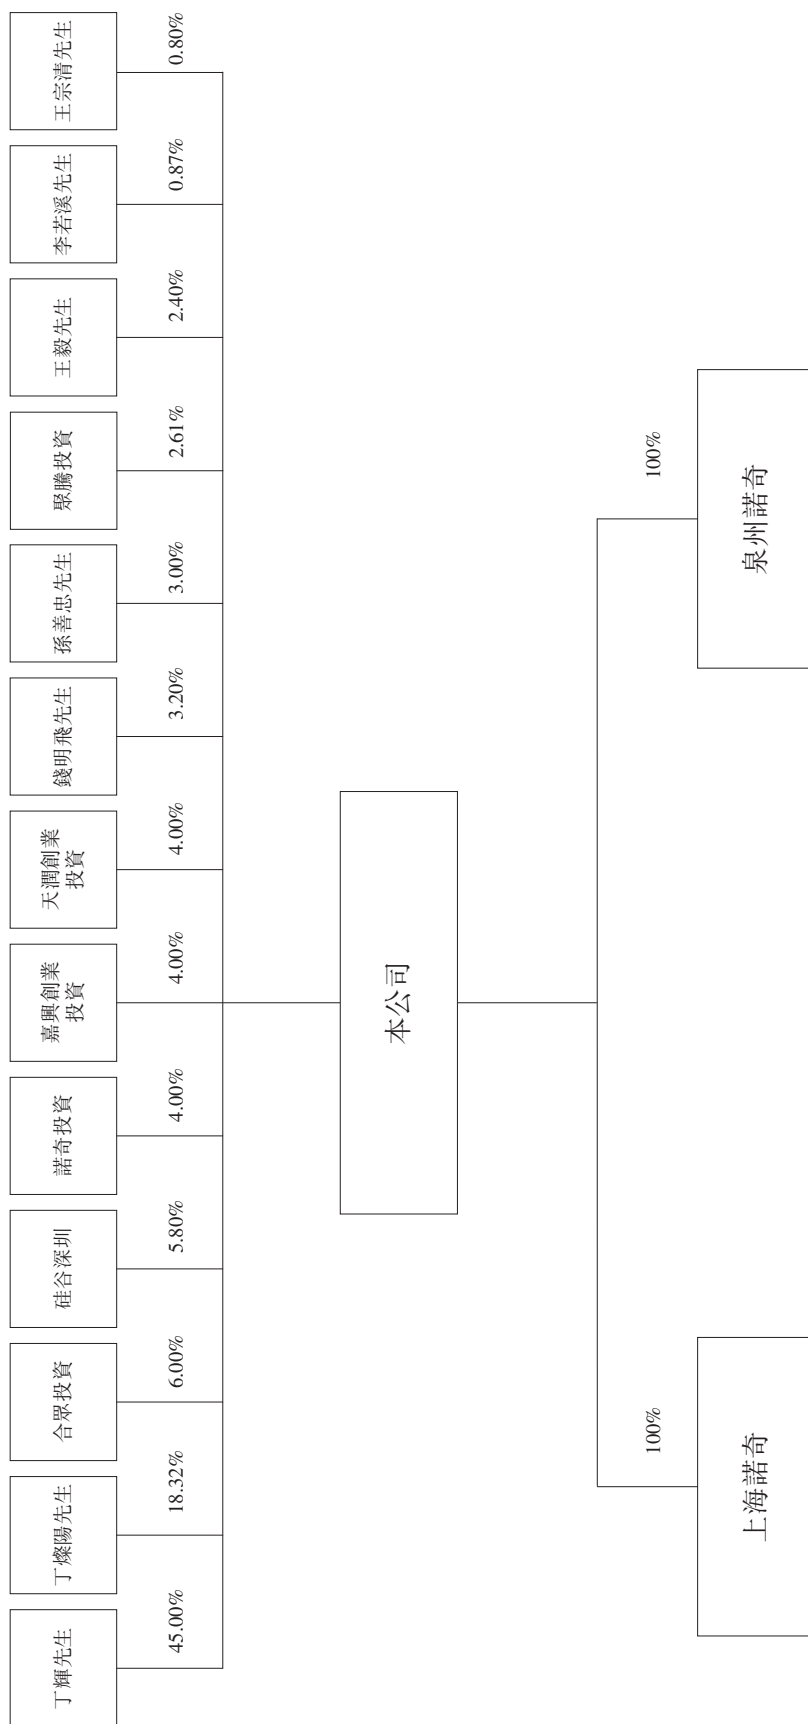 丁輝先生
丁燦陽先生
合眾投資
硅谷深圳
諾奇投資
嘉興創業
投資
天潤創業
投資
錢明飛先生
孫善忠先生
聚騰投資
王毅先生
李若溪先生
王宗清先生
45.00%
18.32%
6.00%
5.80%
4.00%
4.00%
4.00%
3.20%
3.00%
2.61%
2.40%
0.87%
0.80%
本公司
100%
100%
上海諾奇
泉州諾奇